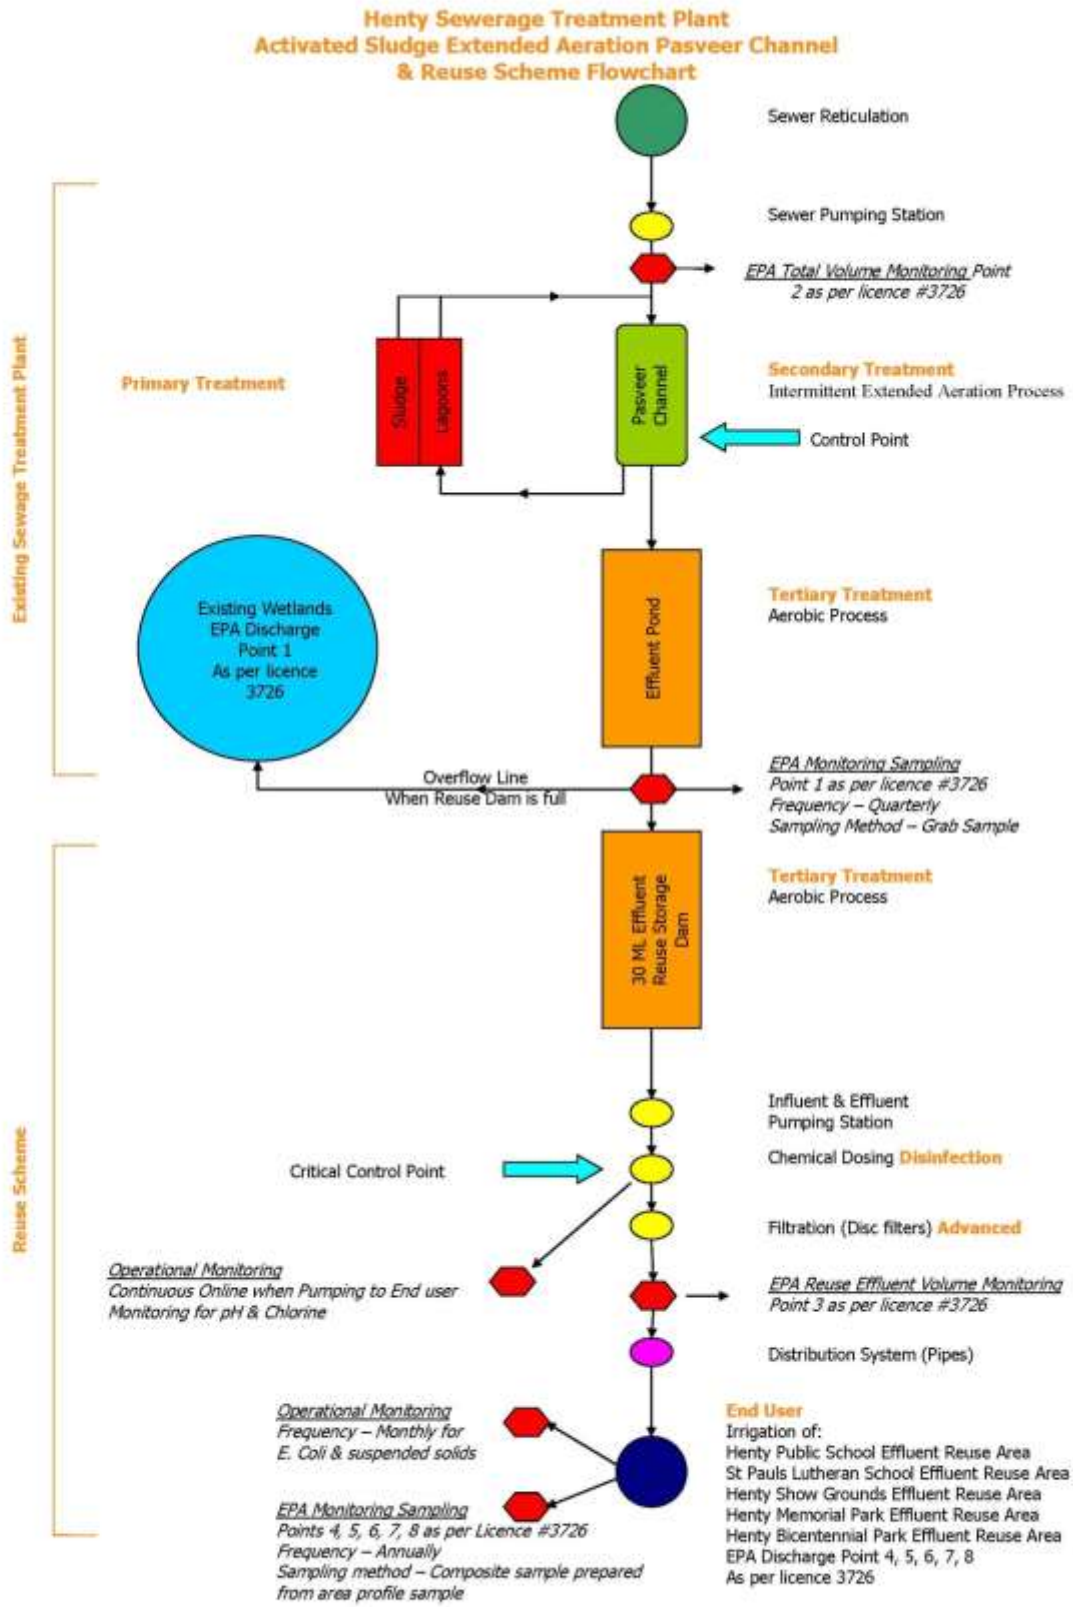 Henty Sewerage Treatment Plant
Activated Sludge Extended Aeration Pasveer Channel
& Reuse Scheme Flowchart
Sewer Reticulation
Sewer Pumping Station
EPA Total Volume Monitoring Point
2 as per licence #3726
Existing Sewage Treatment Plant
Primary Treatment
Sludge
Lagoons
Pasveer
Channel
Secondary Treatment
Intermittent Extended Aeration Process
Control Point
Existing Wetlands
EPA Discharge
Point 1
As per licence
3726
Effluent Pond
Tertiary Treatment
Aerobic Process
Overflow Line
When Reuse Dam is full
EPA Monitoring Sampling
Point 1 as per licence #3726
Frequency – Quarterly
Sampling Method – Grab Sample
30 ML Effluent
Reuse Storage
Dam
Tertiary Treatment
Aerobic Process
Reuse Scheme
Influent & Effluent
Pumping Station
Critical Control Point
Chemical Dosing Disinfection
Filtration (Disc filters) Advanced
Operational Monitoring
Continuous Online when Pumping to End user
Monitoring for pH & Chlorine
EPA Reuse Effluent Volume Monitoring
Point 3 as per licence #3726
Distribution System (Pipes)
Operational Monitoring
Frequency – Monthly for
E. Coli & suspended solids
EPA Monitoring Sampling
Points 4, 5, 6, 7, 8 as per Licence #3726
Frequency – Annually
Sampling method – Composite sample prepared
from area profile sample
End User
Irrigation of:
Henty Public School Effluent Reuse Area
St Pauls Lutheran School Effluent Reuse Area
Henty Show Grounds Effluent Reuse Area
Henty Memorial Park Effluent Reuse Area
Henty Bicentennial Park Effluent Reuse Area
EPA Discharge Point 4, 5, 6, 7, 8
As per licence 3726